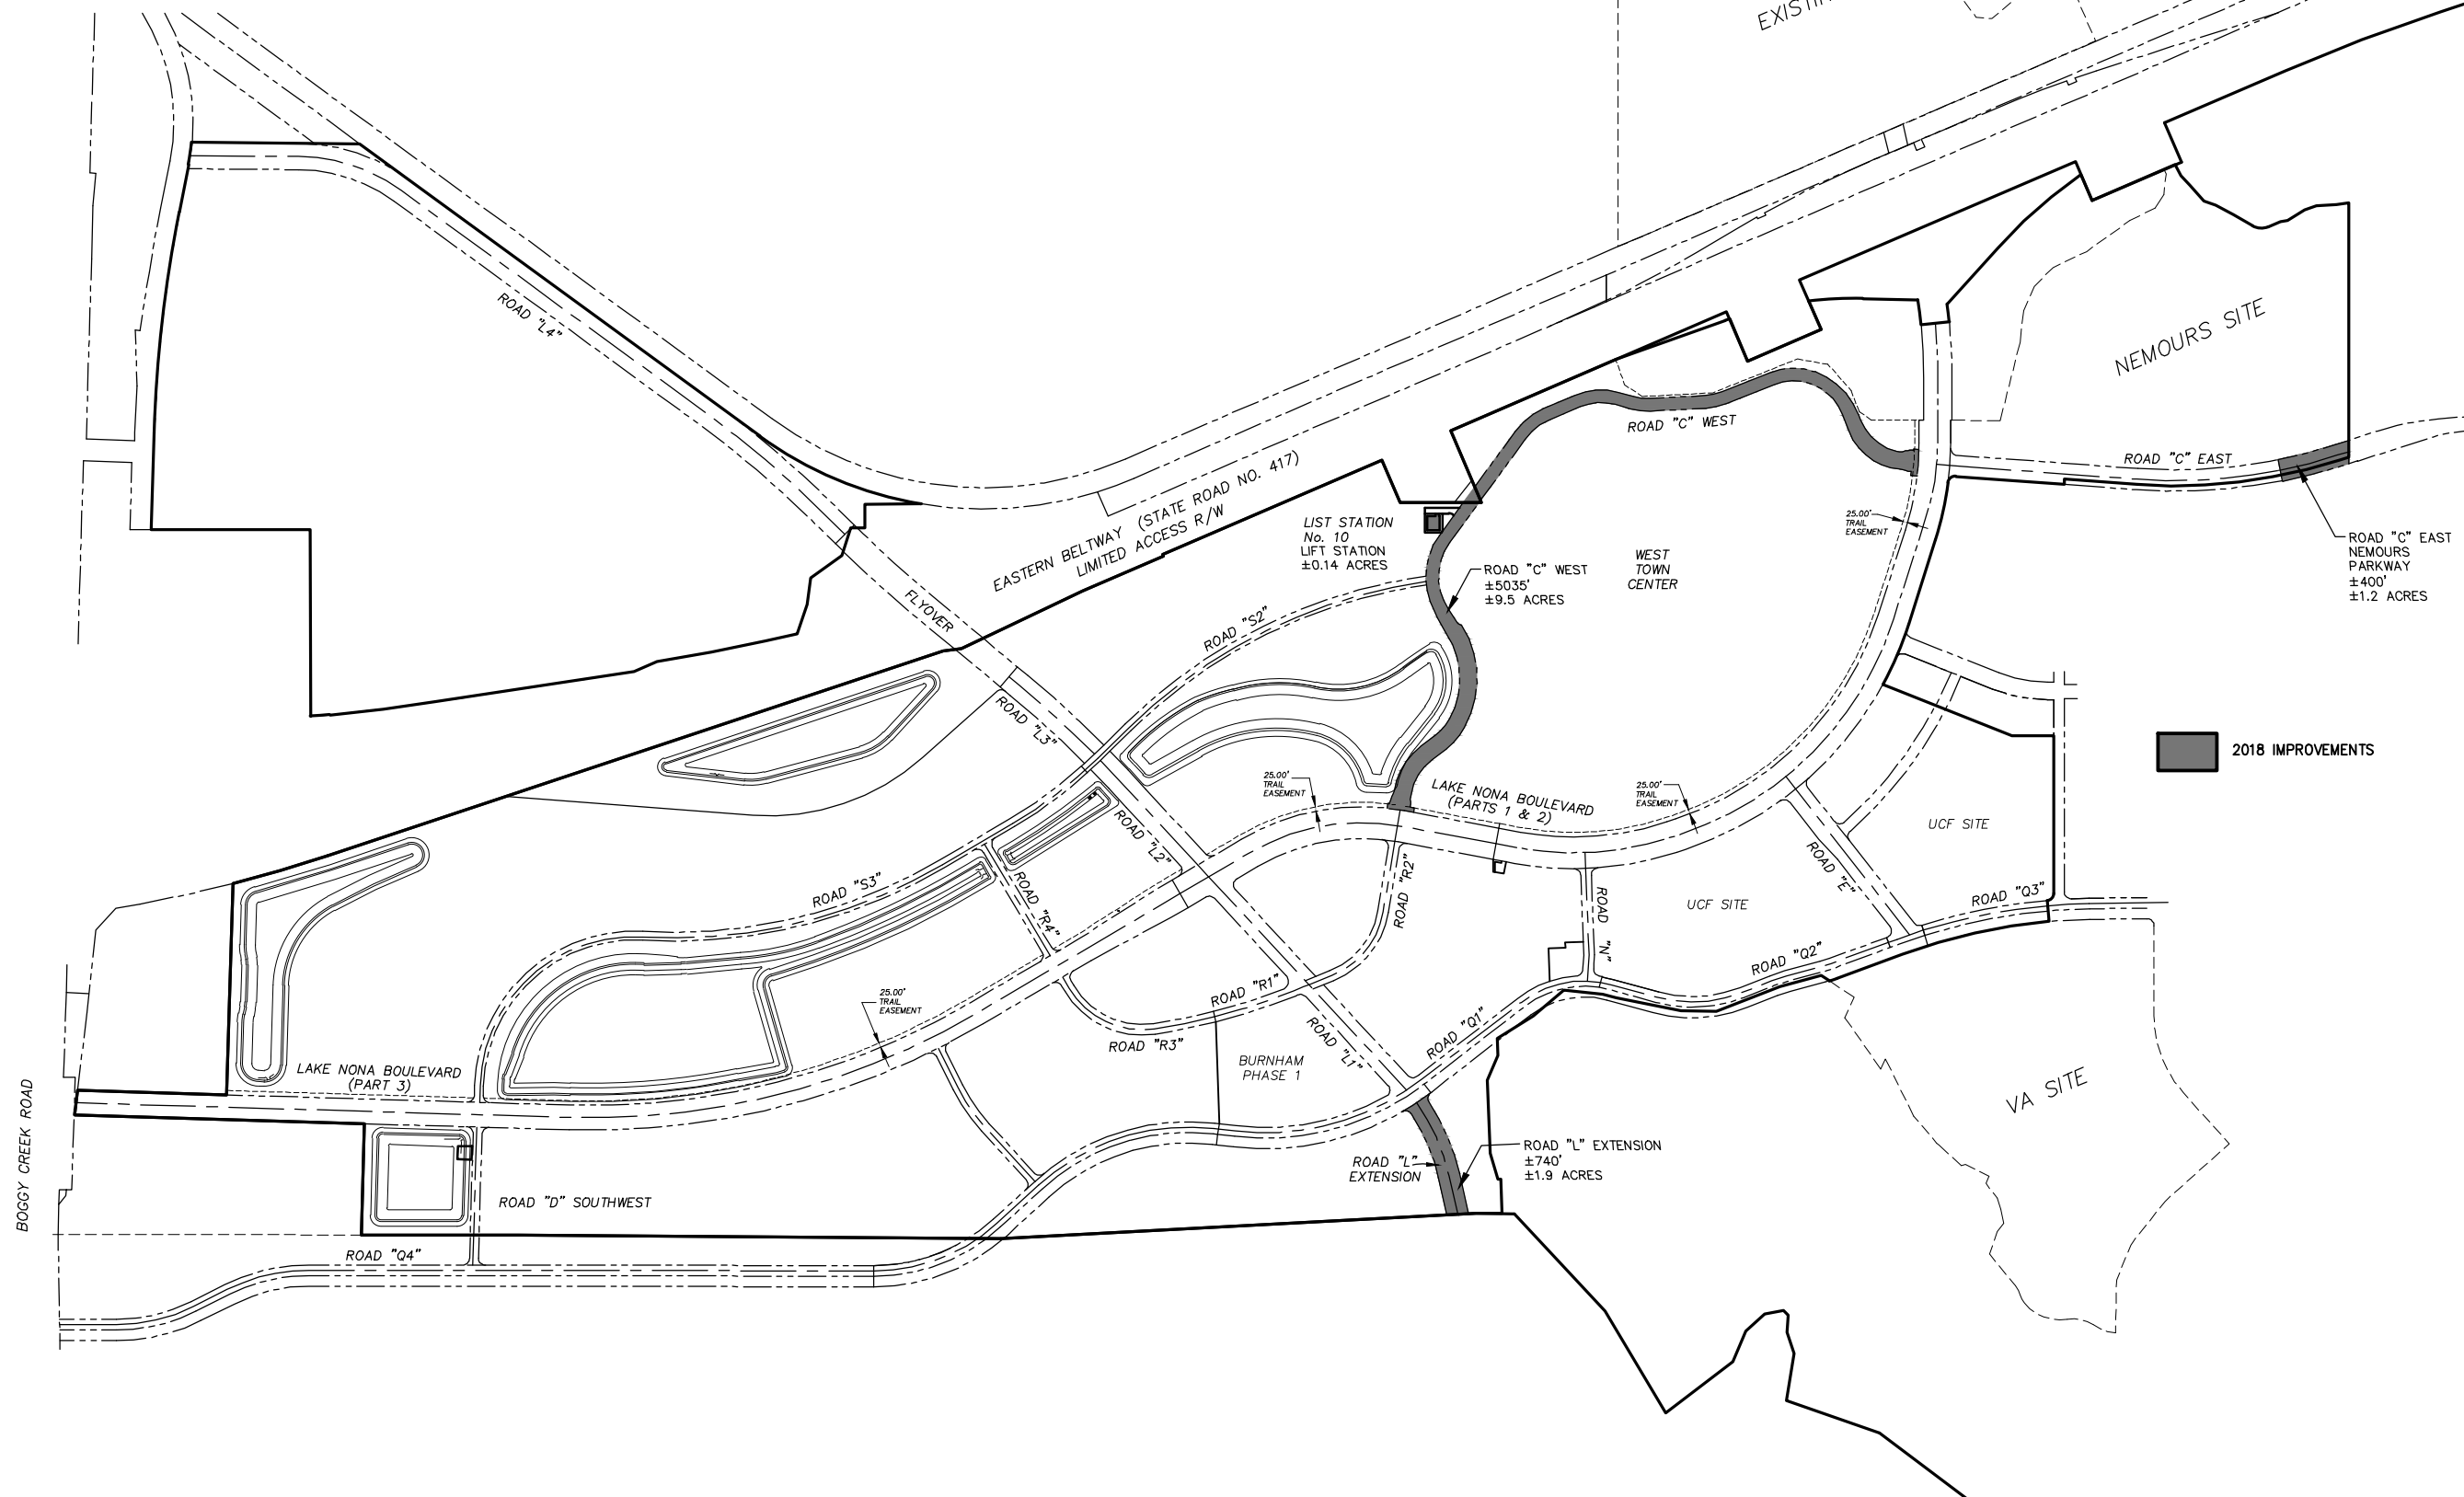 EXISTIN
ROAD "L4"
NEMOURS SITE
ROAD "C" WEST
ROAD "C" EAST
EASTERN BELTWAY (STATE ROAD NO. 417)
LIMITED ACCESS R/W
LIST STATION
No. 10
LIFT STATION
±0.14 ACRES
25.00'
TRAIL
EASEMENT
WEST
TOWN
CENTER
ROAD "C" EAST
NEMOURS
PARKWAY
±400'
±1.2 ACRES
ROAD "C" WEST
±5035'
±9.5 ACRES
FLYOVER
ROAD "S2"
ROAD "L3"
2018 IMPROVEMENTS
25.00'
TRAIL
EASEMENT
LAKE NONA BOULEVARD
(PARTS 1 & 2)
25.00'
TRAIL
EASEMENT
UCF SITE
ROAD "L2"
ROAD "E"
ROAD "S3"
ROAD "R4"
ROAD "R2"
ROAD "N"
UCF SITE
ROAD "Q3"
ROAD "Q2"
25.00'
TRAIL
EASEMENT
ROAD "R1"
ROAD "R3"
ROAD "L1"
ROAD "Q1"
BURNHAM
PHASE 1
LAKE NONA BOULEVARD
(PART 3)
VA SITE
BOGGY CREEK ROAD
ROAD "L"
EXTENSION
ROAD "L" EXTENSION
±740'
±1.9 ACRES
ROAD "D" SOUTHWEST
ROAD "Q4"